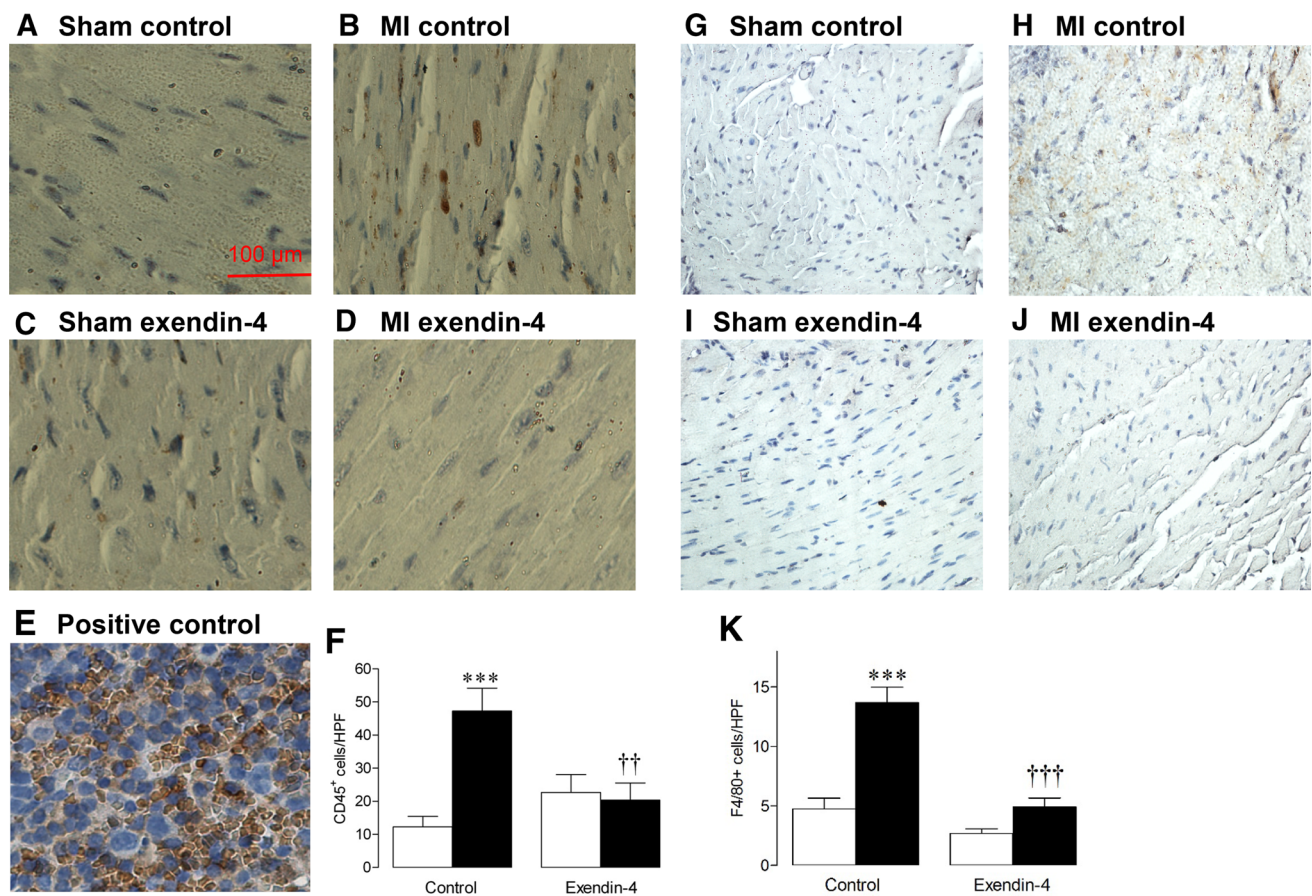 A Sham control
B MI control
G Sham control
H MI control
100 µm
C Sham exendin-4
D MI exendin-4
I Sham exendin-4
J MI exendin-4
E Positive control
F
60
50
40
30
20
10
0
CD45+ cells/HPF
***
††
Control
Exendin-4
K
15
10
5
0
F4/80+ cells/HPF
***
†††
Control
Exendin-4